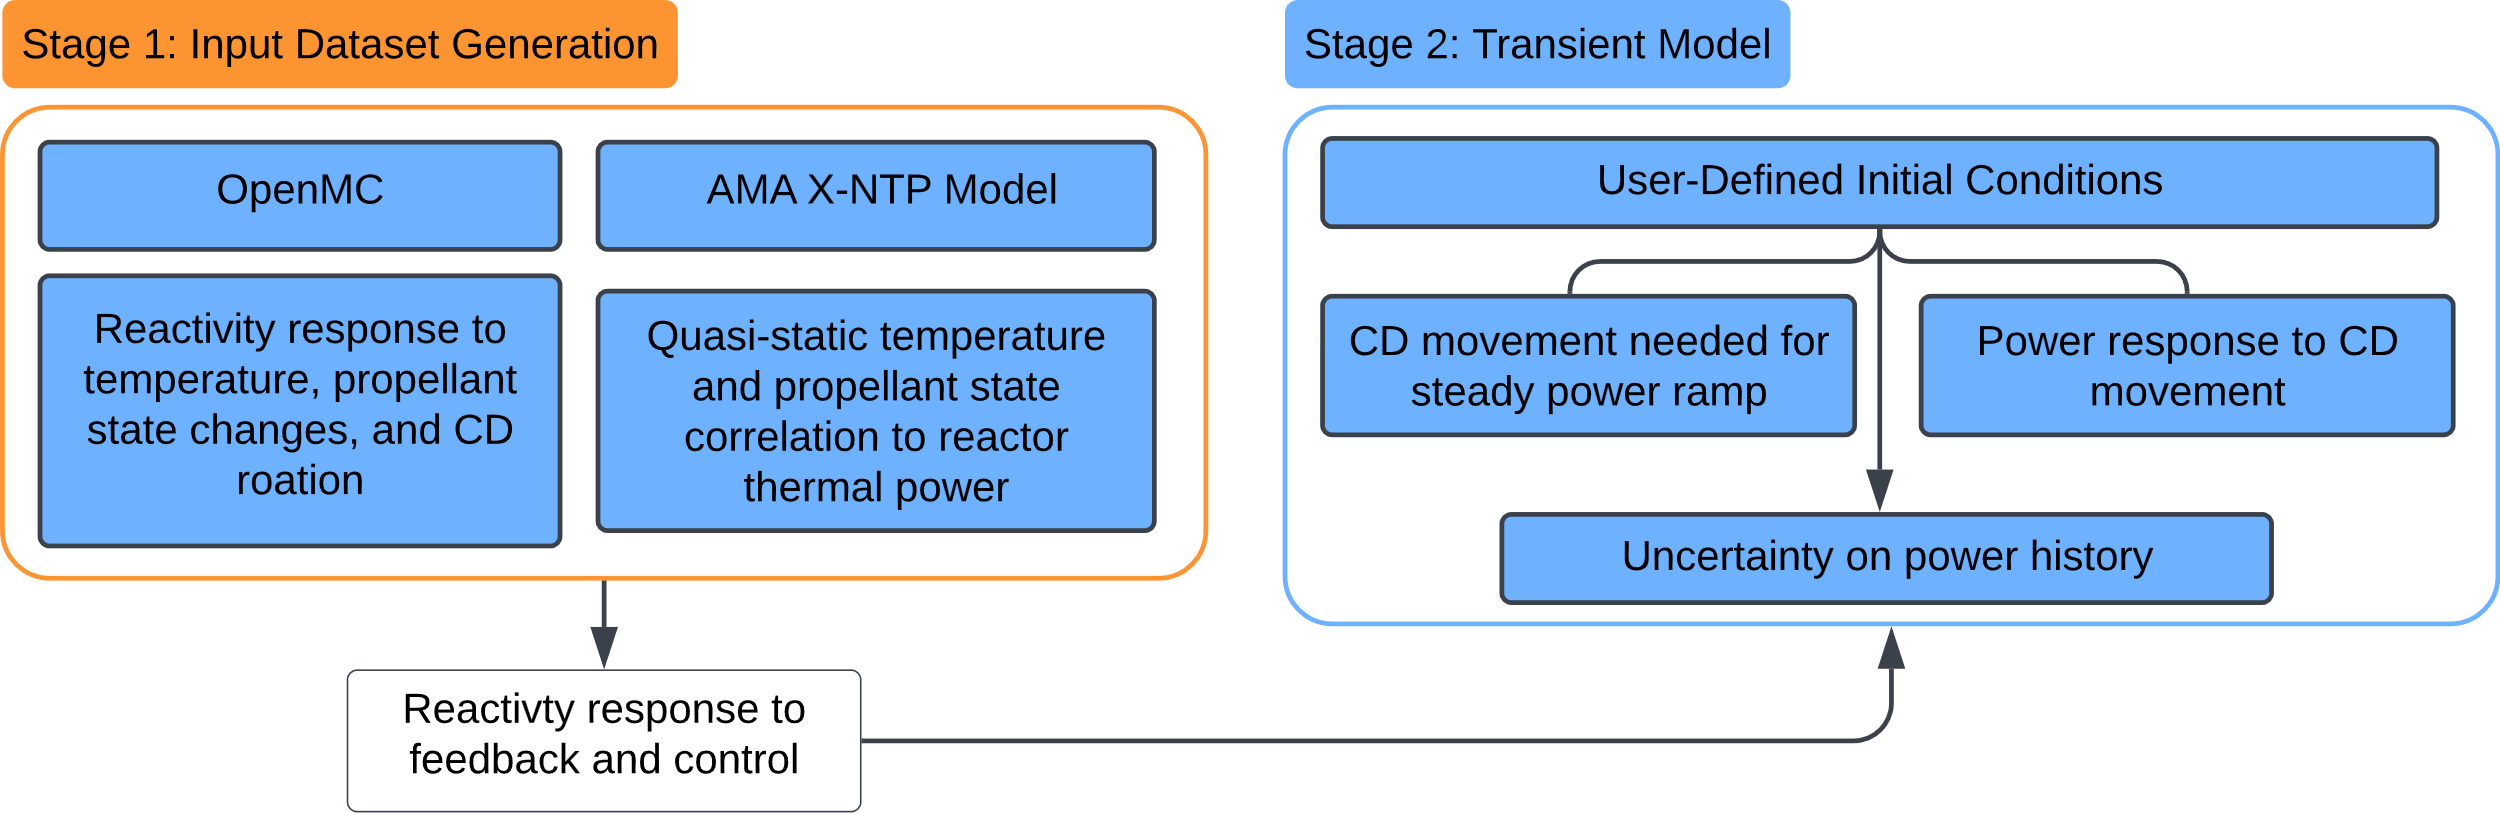 Stage 1: Input Dataset Generation
OpenMC
AMA X-NTP Model
Reactivity response to
temperature, propellant
state changes, and CD
roation
Quasi-static temperature
and propellant state
correlation to reactor
thermal power
Reactivty response to
feedback and control
Stage 2: Transient Model
User-Defined Initial Conditions
CD movement needed for
steady power ramp
Power response to CD
movement
Uncertainty on power history